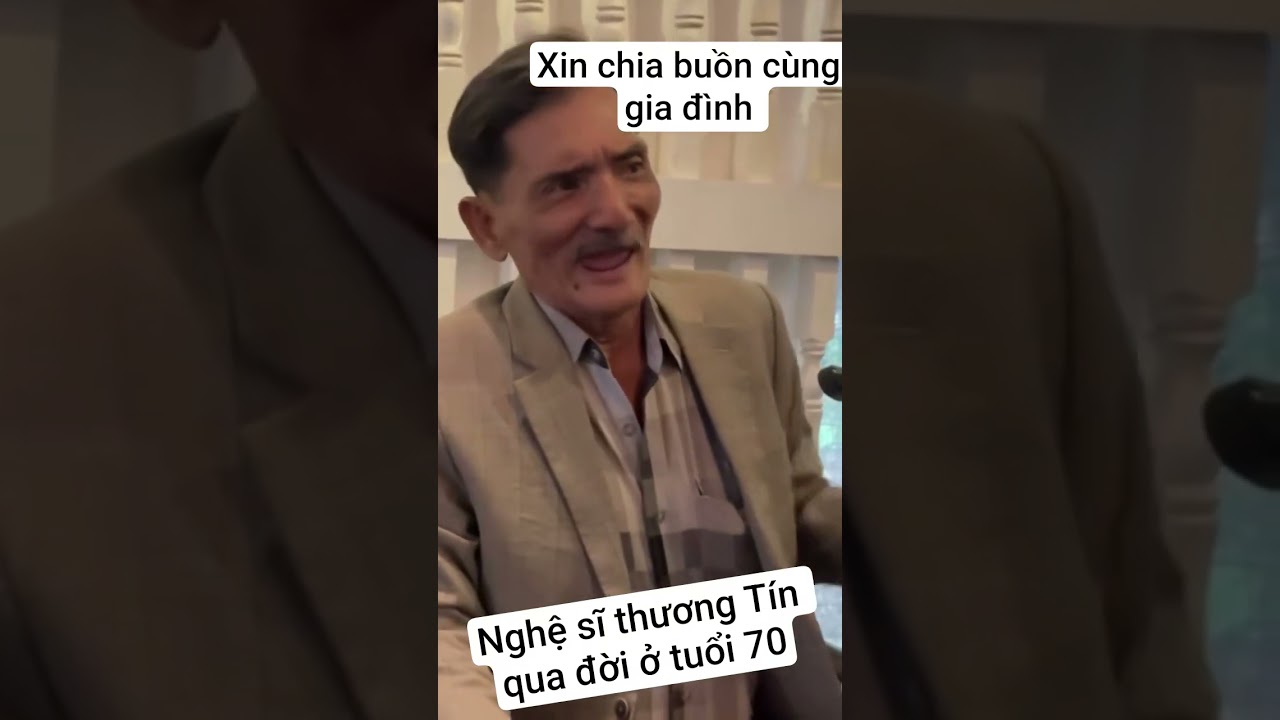 Xin chia buồn cùng
gia đình
Nghệ sĩ thương Tín
qua đời ở tuổi 70